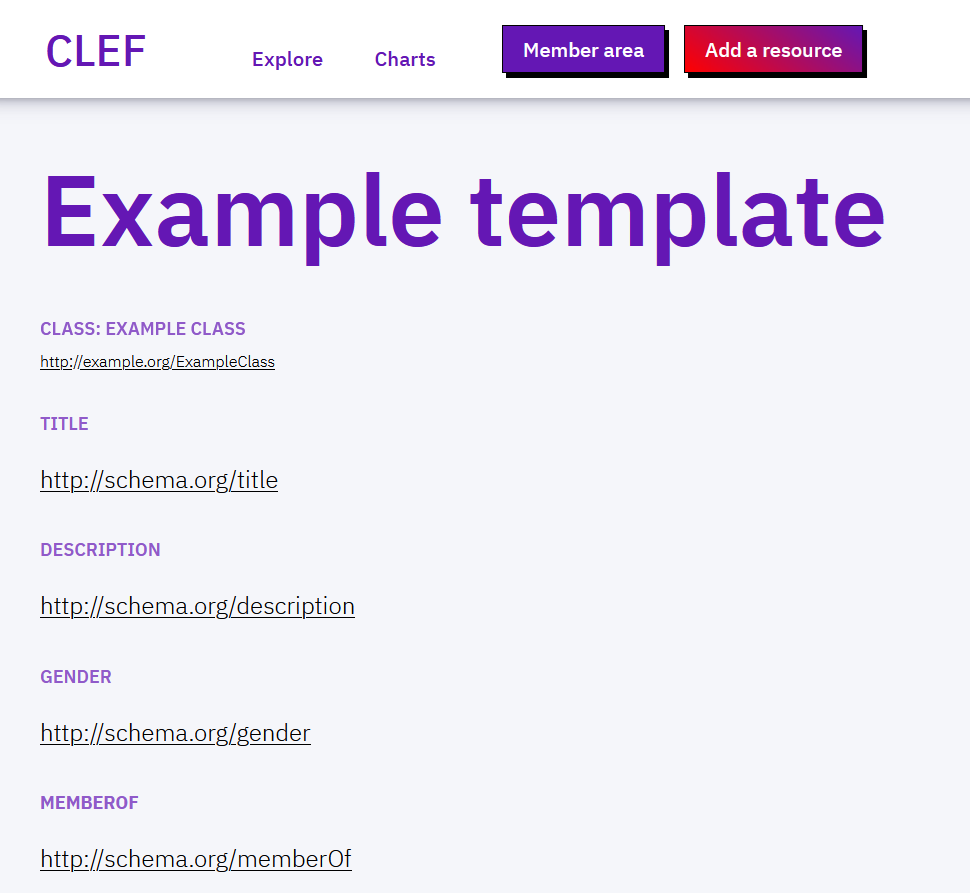 CLEF
Explore
Charts
Member area
Add a resource
Example template
CLASS: EXAMPLE CLASS
http://example.org/ExampleClass
TITLE
http://schema.org/title
DESCRIPTION
http://schema.org/description
GENDER
http://schema.org/gender
MEMBEROF
http://schema.org/memberOf